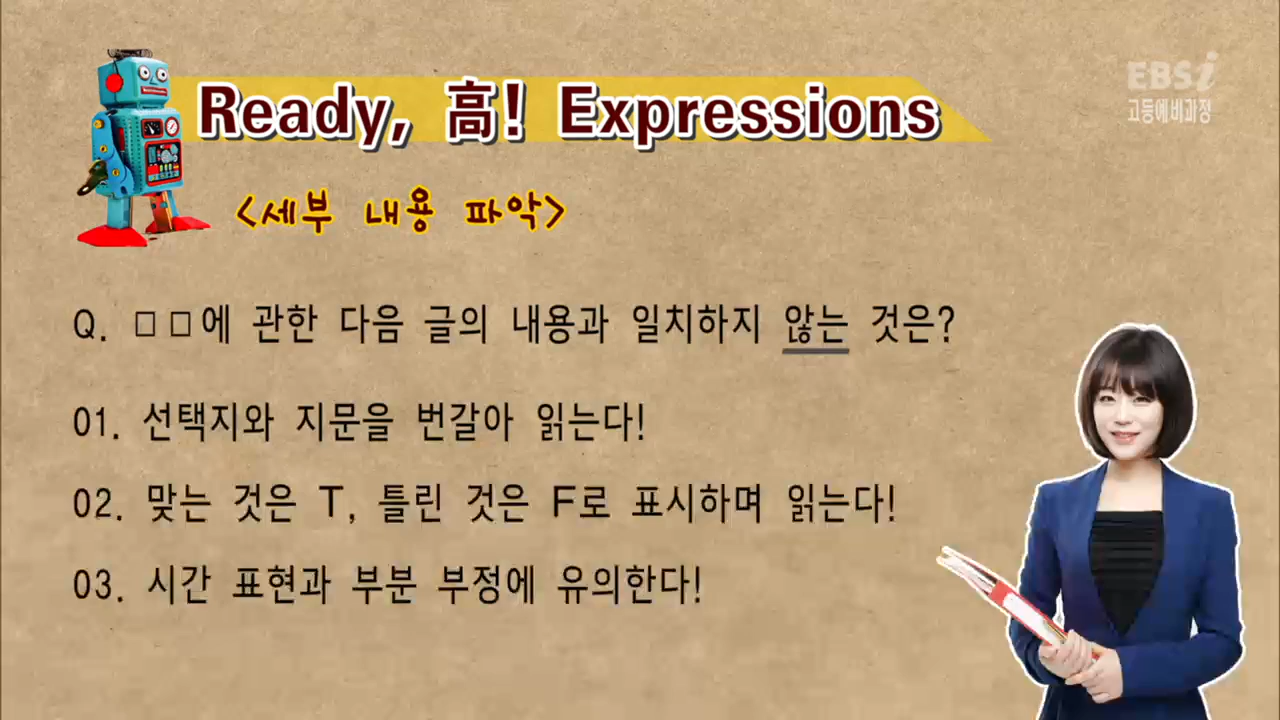 Ready, 高! Expressions
EBSi
고등예비과정
<세부 내용 파악>
Q. □□에 관한 다음 글의 내용과 일치하지 않는 것은?
01. 선택지와 지문을 번갈아 읽는다!
02. 맞는 것은 T, 틀린 것은 F로 표시하며 읽는다!
03. 시간 표현과 부분 부정에 유의한다!